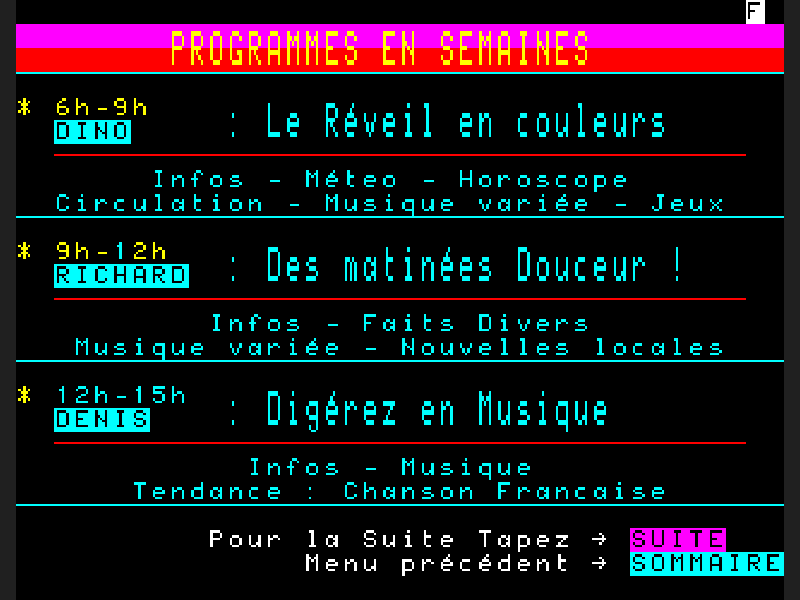 F
PROGRAMMES EN SEMAINES
* 6h-9h
DINO : Le Réveil en couleurs
Infos - Méteo - Horoscope
Circulation - Musique variée - Jeux
* 9h-12h
RICHARD : Des matinées Douceur !
Infos - Faits Divers
Musique variée - Nouvelles locales
* 12h-15h
DENIS : Digérez en Musique
Infos - Musique
Tendance : Chanson Francaise
Pour la Suite Tapez → SUITE
Menu précédent → SOMMAIRE